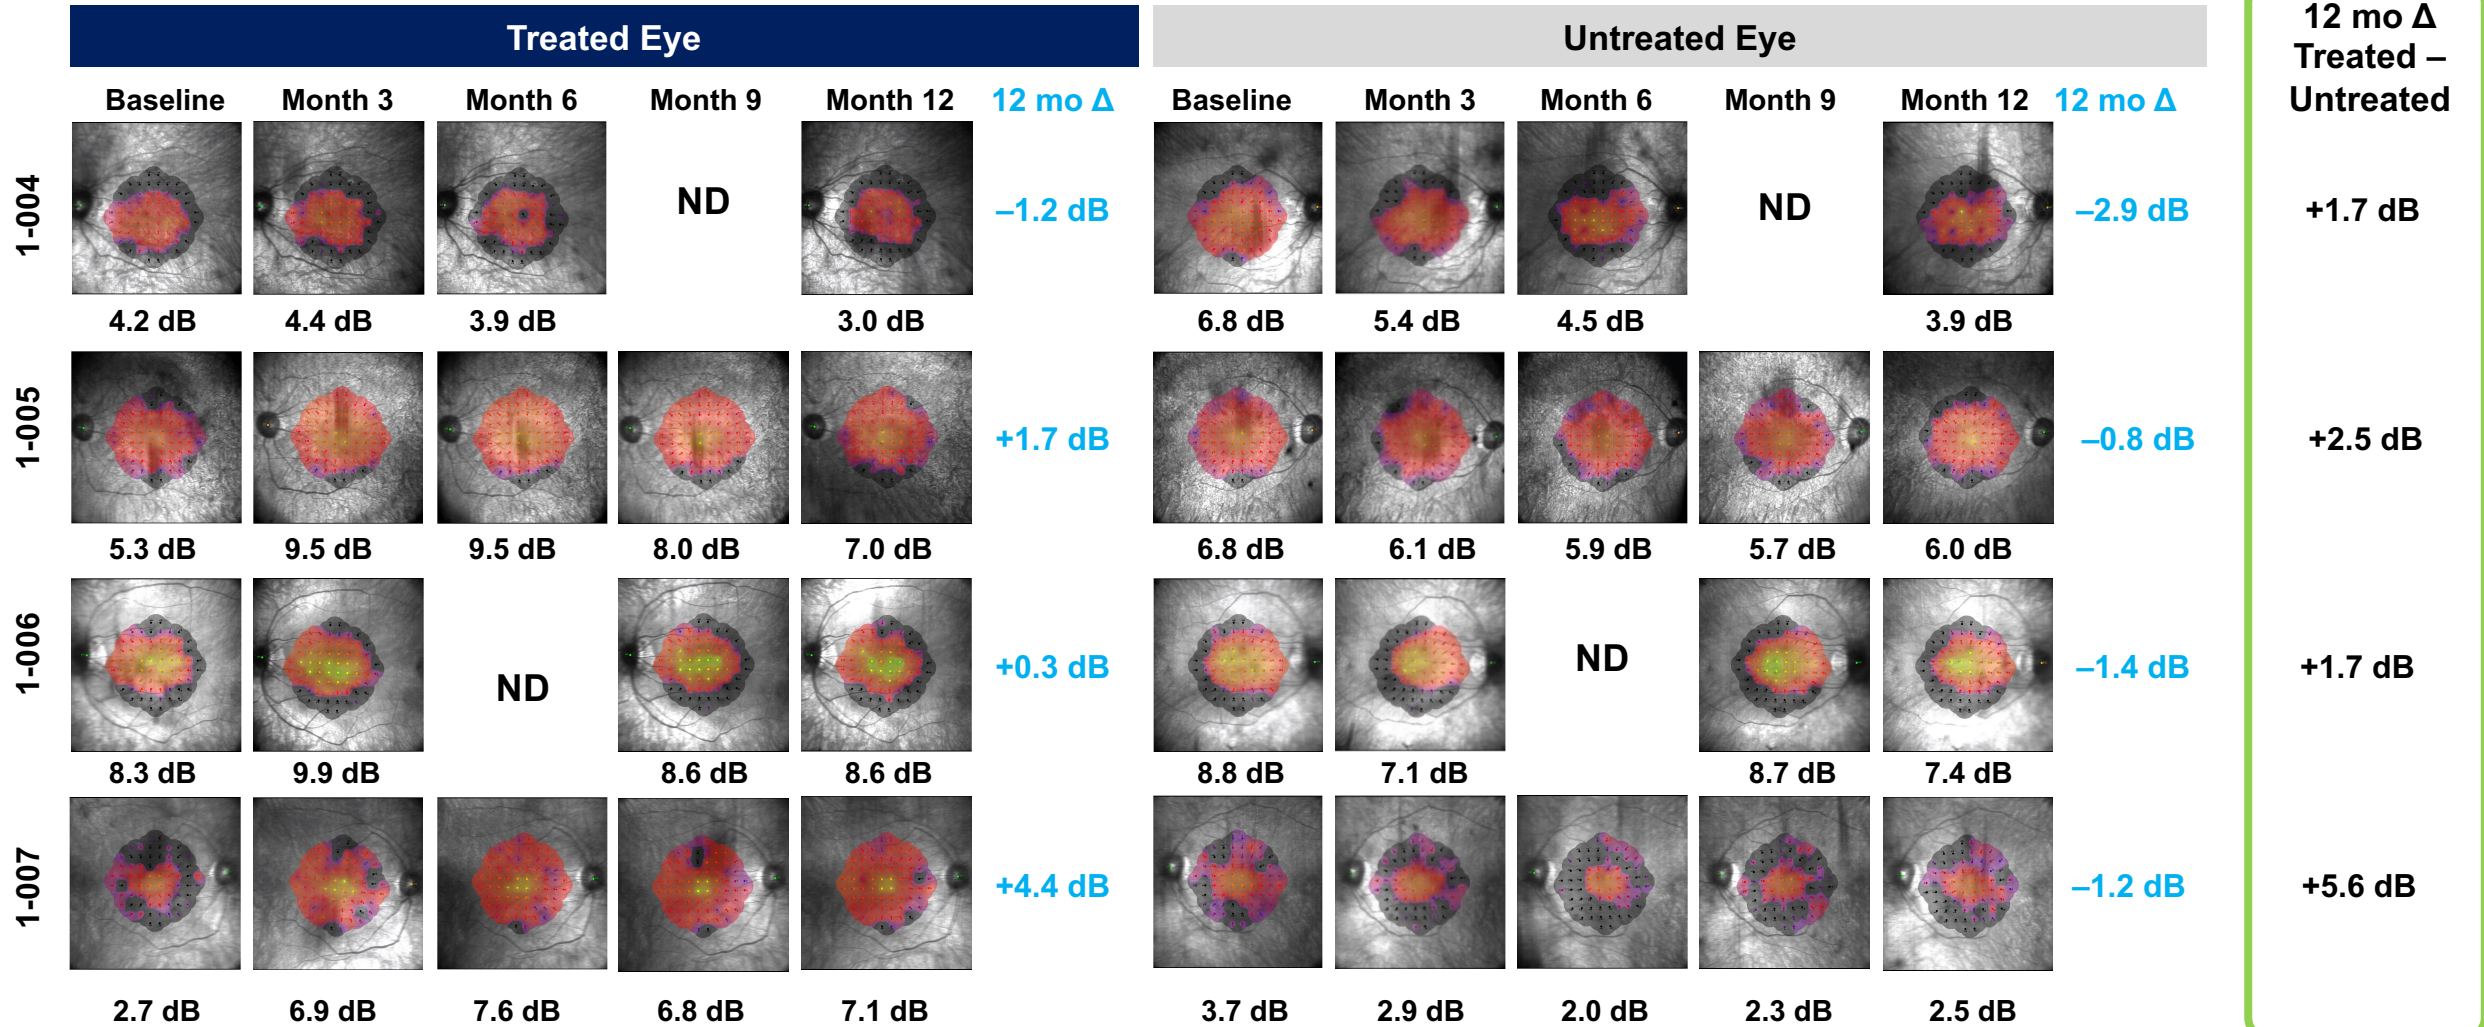 Treated Eye
Untreated Eye
12 mo Δ
Treated –
Untreated
Baseline Month 3 Month 6 Month 9 Month 12 12 mo Δ
Baseline Month 3 Month 6 Month 9 Month 12 12 mo Δ
1-004
ND
–1.2 dB
ND
–2.9 dB
+1.7 dB
4.2 dB 4.4 dB 3.9 dB 3.0 dB
6.8 dB 5.4 dB 4.5 dB 3.9 dB
1-005
+1.7 dB
–0.8 dB
+2.5 dB
5.3 dB 9.5 dB 9.5 dB 8.0 dB 7.0 dB
6.8 dB 6.1 dB 5.9 dB 5.7 dB 6.0 dB
1-006
ND
+0.3 dB
ND
–1.4 dB
+1.7 dB
8.3 dB 9.9 dB 8.6 dB 8.6 dB
8.8 dB 7.1 dB 8.7 dB 7.4 dB
1-007
+4.4 dB
–1.2 dB
+5.6 dB
2.7 dB 6.9 dB 7.6 dB 6.8 dB 7.1 dB
3.7 dB 2.9 dB 2.0 dB 2.3 dB 2.5 dB